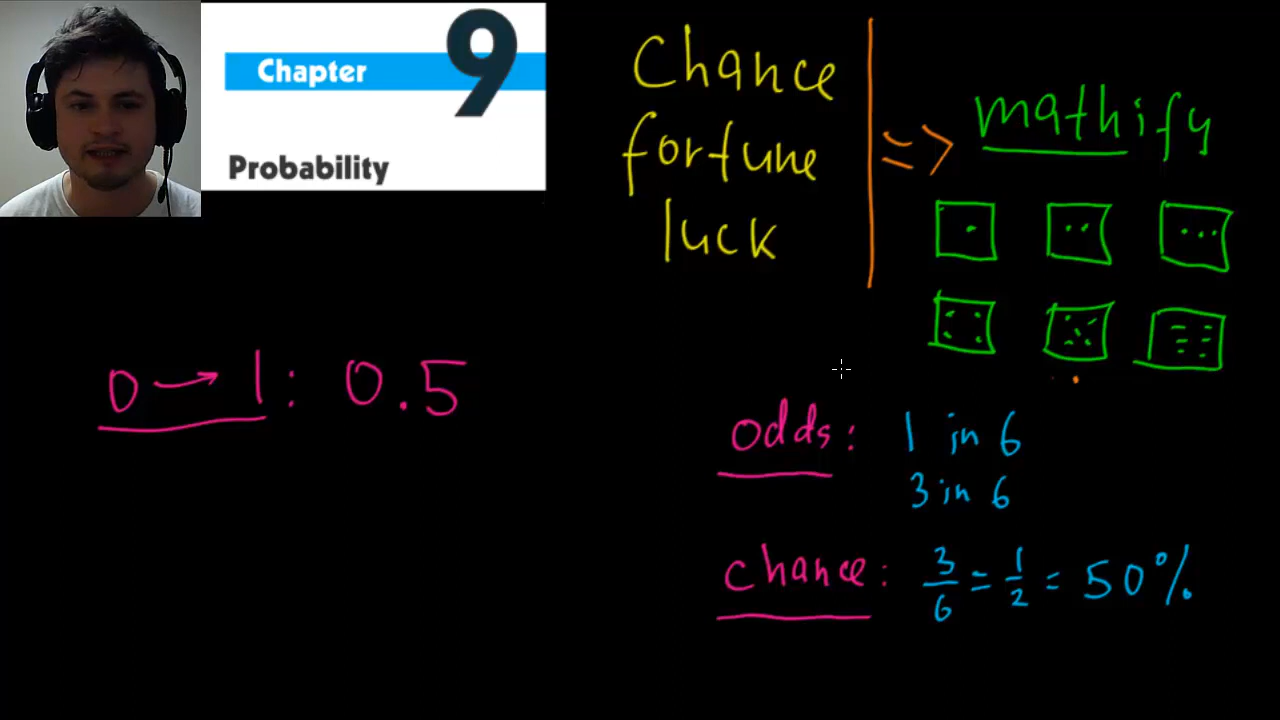 Chapter 9
Probability
Chance
fortune
luck
=> mathify
0 → 1 : 0.5
odds : 1 in 6
3 in 6
chance : 3/6 = 1/2 = 50%